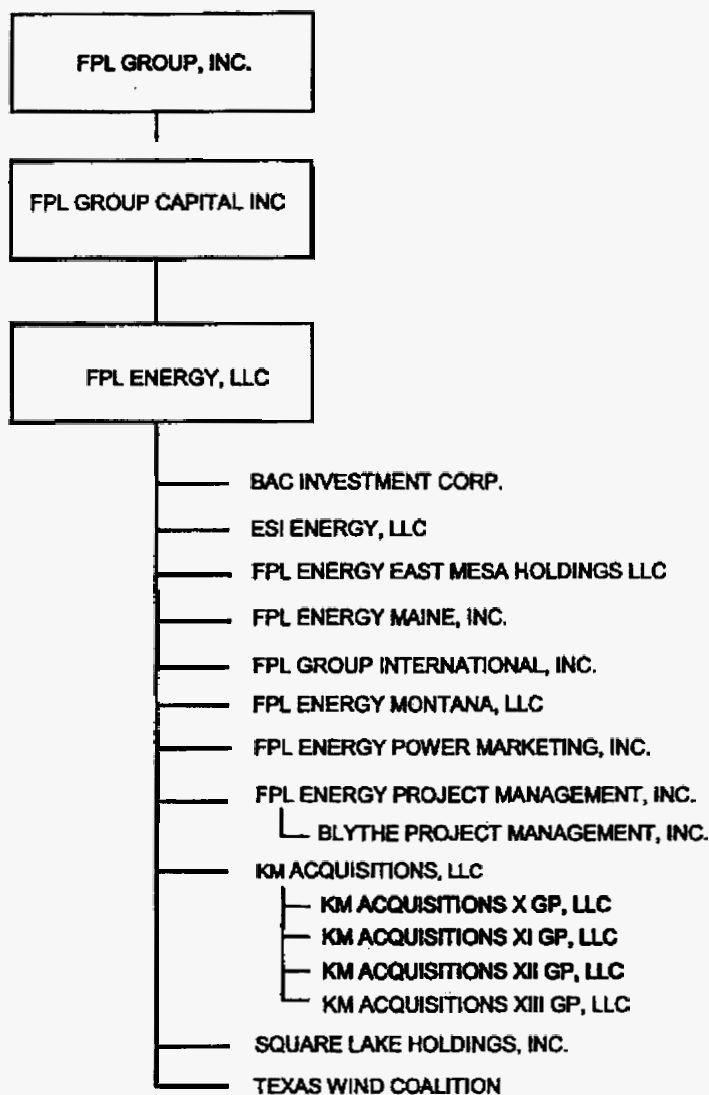 FPL GROUP, INC.
FPL GROUP CAPITAL INC
FPL ENERGY, LLC
BAC INVESTMENT CORP.
ESI ENERGY, LLC
FPL ENERGY EAST MESA HOLDINGS LLC
FPL ENERGY MAINE, INC.
FPL GROUP INTERNATIONAL, INC.
FPL ENERGY MONTANA, LLC
FPL ENERGY POWER MARKETING, INC.
FPL ENERGY PROJECT MANAGEMENT, INC.
BLYTHE PROJECT MANAGEMENT, INC.
KM ACQUISITIONS, LLC
KM ACQUISITIONS X GP, LLC
KM ACQUISITIONS XI GP, LLC
KM ACQUISITIONS XII GP, LLC
KM ACQUISITIONS XIII GP, LLC
SQUARE LAKE HOLDINGS, INC.
TEXAS WIND COALITION